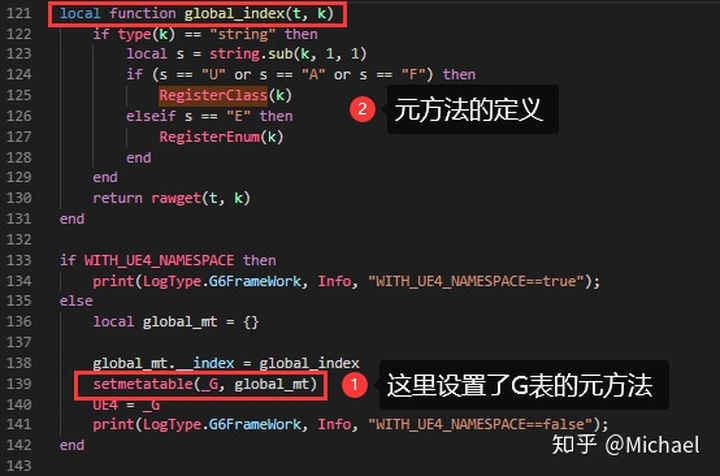 121 local function global_index(t, k)
122 if type(k) == "string" then
123 local s = string.sub(k, 1, 1)
124 if (s == "U" or s == "A" or s == "F") then
125 RegisterClass(k)
② 元方法的定义
126 elseif s == "E" then
127 RegisterEnum(k)
128 end
129 end
130 return rawget(t, k)
131 end
132
133 if WITH_UE4_NAMESPACE then
134 print(LogType.G6FrameWork, Info, "WITH_UE4_NAMESPACE==true");
135 else
136 local global_mt = {}
137
138 global_mt.__index = global_index
139 setmetatable(_G, global_mt)
① 这里设置了G表的元方法
140 UE4 = _G
141 print(LogType.G6FrameWork, Info, "WITH_UE4_NAMESPACE==false");
142 end
143
知乎 @Michael